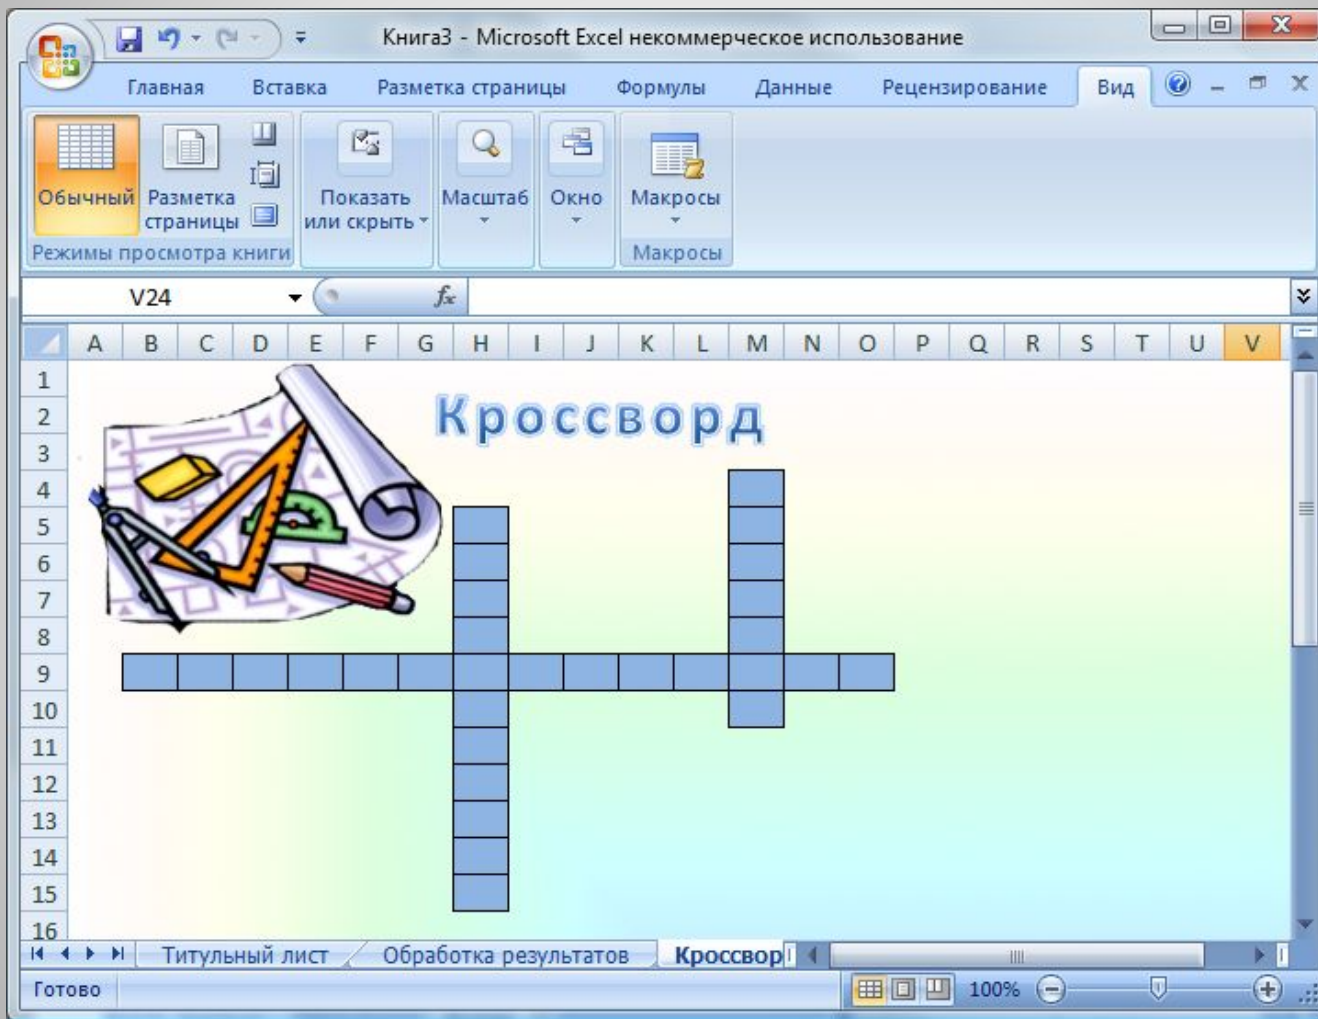 Книга3 - Microsoft Excel некоммерческое использование
Главная Вставка Разметка страницы Формулы Данные Рецензирование Вид
Обычный Разметка страницы Показать или скрыть Масштаб Окно Макросы
Режимы просмотра книги Макросы
V24 fx
A B C D E F G H I J K L M N O P Q R S T U V
1
2
Кроссворд
3
4
5
6
7
8
9
10
11
12
13
14
15
16
Титульный лист Обработка результатов Кроссвор
Готово 100%